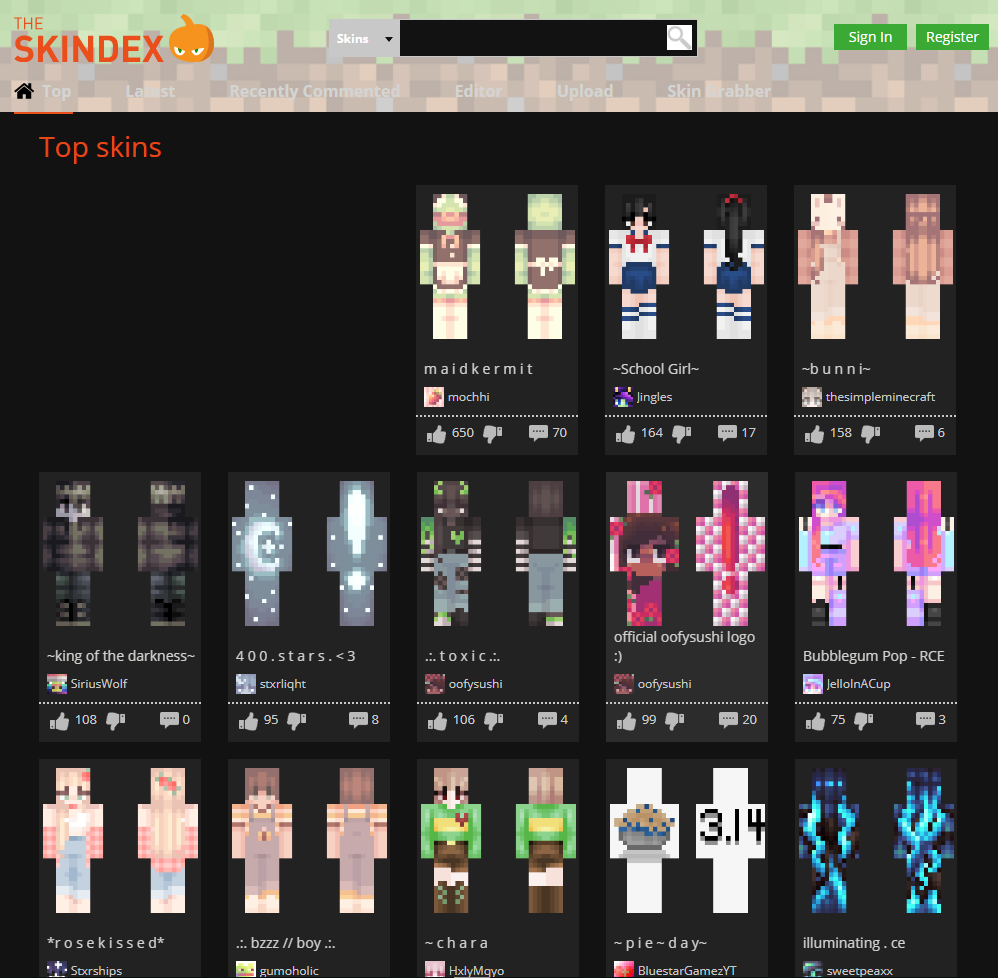 THE
SKINDEX
Skins
Sign In
Register
Top
Latest
Recently Commented
Editor
Upload
Skin Grabber
Top skins
m a i d k e r m i t
~School Girl~
~b u n n i~
mochhi
Jingles
thesimpleminecraft
650
70
164
17
158
6
~king of the darkness~
4 0 0 . s t a r s . < 3
.:. t o x i c .:.
official oofysushi logo
:)
Bubblegum Pop - RCE
SiriusWolf
stxrlight
oofysushi
oofysushi
JelloInACup
108
0
95
8
106
4
99
20
75
3
3.14
*r o s e k i s s e d*
.:. bzzz // boy .:.
~ c h a r a
~ p i e ~ d a y~
illuminating . ce
Stxrships
gumoholic
HxlyMgyo
BluestarGamezYT
sweetpeaxx